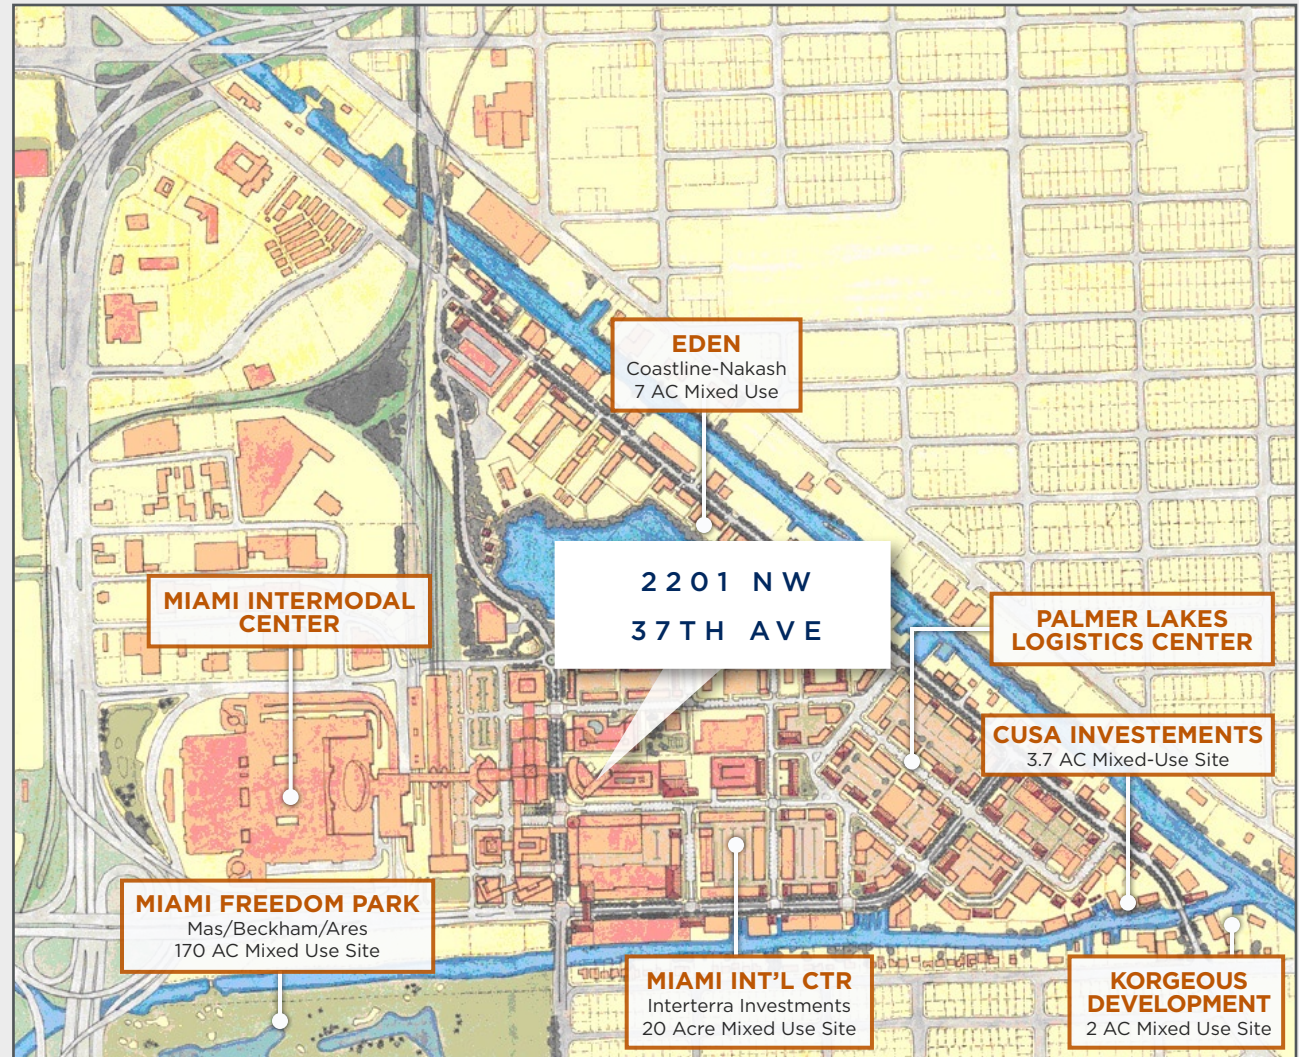 EDEN
Coastline-Nakash
7 AC Mixed Use
2201 NW
37TH AVE
MIAMI INTERMODAL
CENTER
PALMER LAKES
LOGISTICS CENTER
CUSA INVESTEMENTS
3.7 AC Mixed-Use Site
MIAMI FREEDOM PARK
Mas/Beckham/Ares
170 AC Mixed Use Site
MIAMI INT'L CTR
Interterra Investments
20 Acre Mixed Use Site
KORGEOUS
DEVELOPMENT
2 AC Mixed Use Site